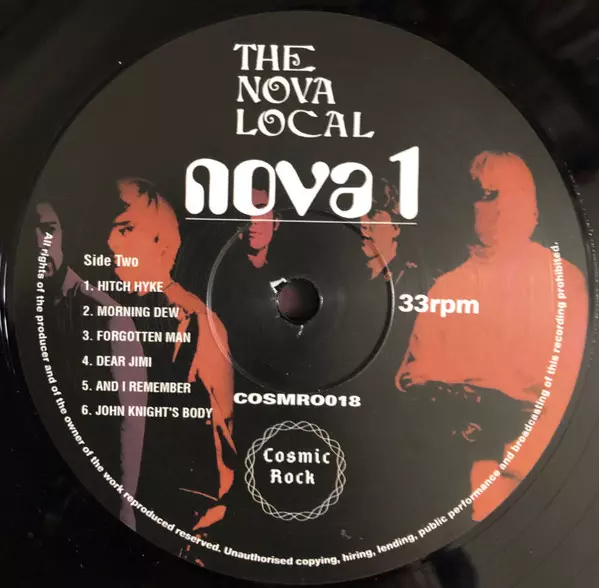 THE
NOVA
LOCAL
nova 1
Side Two
1. HITCH HYKE
2. MORNING DEW
3. FORGOTTEN MAN
4. DEAR JIMI
5. AND I REMEMBER
6. JOHN KNIGHT'S BODY
33rpm
COSMRO018
Cosmic
Rock
All rights of the producer and of the owner of the work reproduced reserved. Unauthorised copying, hiring, lending, public performance and broadcasting of this recording prohibited.